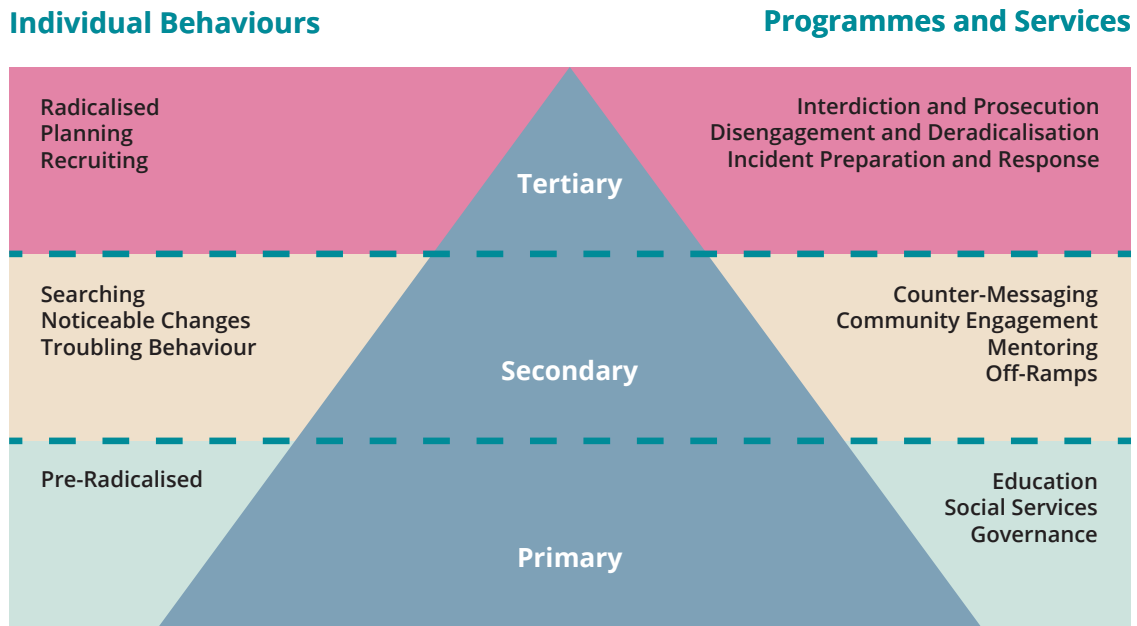 Individual Behaviours
Programmes and Services
Radicalised
Planning
Recruiting
Interdiction and Prosecution
Disengagement and Deradicalisation
Incident Preparation and Response
Tertiary
Searching
Noticeable Changes
Troubling Behaviour
Counter-Messaging
Community Engagement
Mentoring
Off-Ramps
Secondary
Pre-Radicalised
Education
Social Services
Governance
Primary